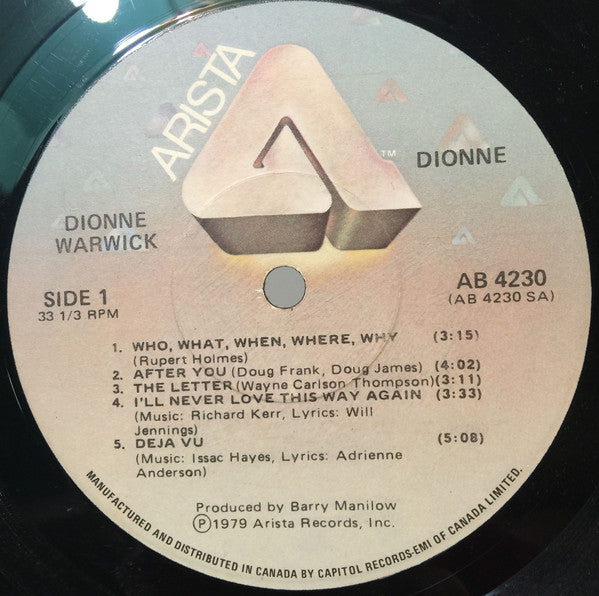 ARISTA
TM
DIONNE
DIONNE
WARWICK
SIDE 1
33 1/3 RPM
AB 4230
(AB 4230 SA)
1. WHO, WHAT, WHEN, WHERE, WHY (3:15)
(Rupert Holmes)
2. AFTER YOU (Doug Frank, Doug James) (4:02)
3. THE LETTER (Wayne Carlson Thompson) (3:11)
4. I'LL NEVER LOVE THIS WAY AGAIN (3:33)
(Music: Richard Kerr, Lyrics: Will
Jennings)
5. DEJA VU (5:08)
(Music: Issac Hayes, Lyrics: Adrienne
Anderson)
Produced by Barry Manilow
Ⓟ1979 Arista Records, Inc.
MANUFACTURED AND DISTRIBUTED IN CANADA BY CAPITOL RECORDS-EMI OF CANADA LIMITED.